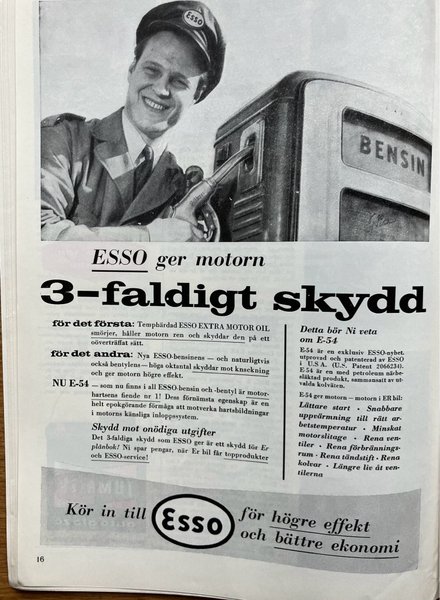 ESSO
BENSIN
ESSO ger motorn
3-faldigt skydd
för det första: Temphärdad ESSO EXTRA MOTOR OIL
smörjer, håller motorn ren och skyddar den på ett
oöverträffat sätt.
för det andra: Nya ESSO-bensinens — och naturligtvis
också bentylens — höga oktantal skyddar mot knackning
och ger motorn högre effekt.
NU E-54 — som nu finns i all ESSO-bensin och -bentyl är motor-
hartsens fiende nr 1! Dess förnämsta egenskap är en
helt epokgörande förmåga att motverka hartsbildningar
i motorns känsliga inloppssystem.
Skydd mot onödiga utgifter
Det 3-faldiga skydd som ESSO ger är ett skydd för Er
plånbok! Ni spar pengar, när Er bil får topprodukter
och ESSO-service!
Detta bör Ni veta
om E-54
E-54 är en exklusiv ESSO-nyhet,
utprovad och patenterad av ESSO
i U.S.A. (U.S. Patent 2066234).
E-54 är en med petroleum när-
besläktad produkt, sammansatt av ut-
valda kolväten.
E-54 ger motorn — motorn i ER bil:
Lättare start · Snabbare
uppvärmning till rätt ar-
betstemperatur · Minskat
motorslitage · Rena ven-
tiler · Rena förbrännings-
rum · Rena tändstift · Rena
kolvar · Längre liv åt ven-
tilerna
Kör in till Esso för högre effekt
och bättre ekonomi
16